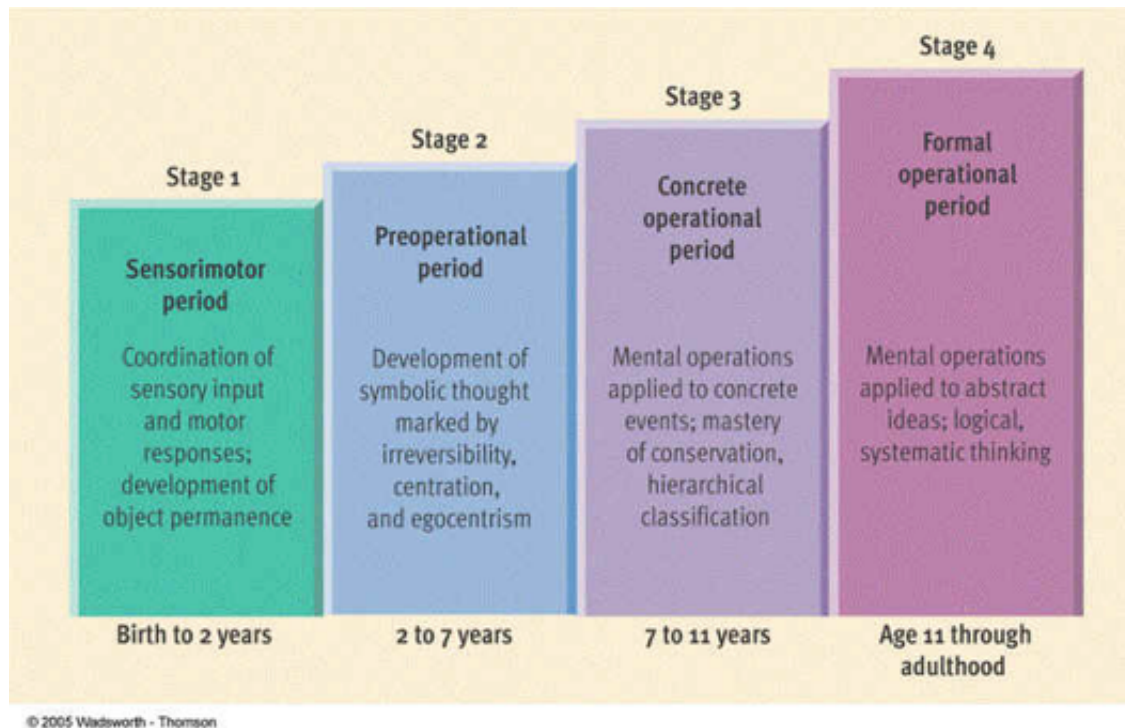 Stage 1
Sensorimotor
period
Coordination of
sensory input
and motor
responses;
development of
object permanence
Birth to 2 years
Stage 2
Preoperational
period
Development of
symbolic thought
marked by
irreversibility,
centration,
and egocentrism
2 to 7 years
Stage 3
Concrete
operational
period
Mental operations
applied to concrete
events; mastery
of conservation,
hierarchical
classification
7 to 11 years
Stage 4
Formal
operational
period
Mental operations
applied to abstract
ideas; logical,
systematic thinking
Age 11 through
adulthood
© 2005 Wadsworth - Thomson